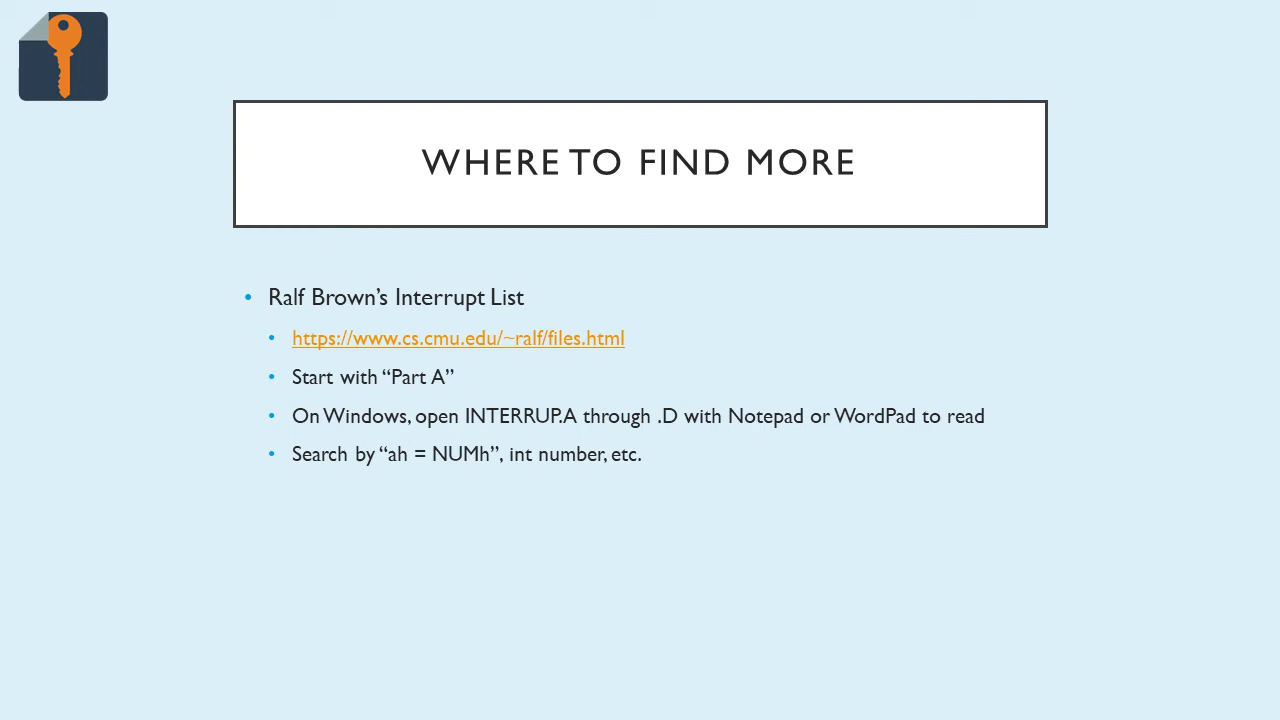 WHERE TO FIND MORE
• Ralf Brown’s Interrupt List
• https://www.cs.cmu.edu/~ralf/files.html
• Start with “Part A”
• On Windows, open INTERRUP.A through .D with Notepad or WordPad to read
• Search by “ah = NUMh”, int number, etc.